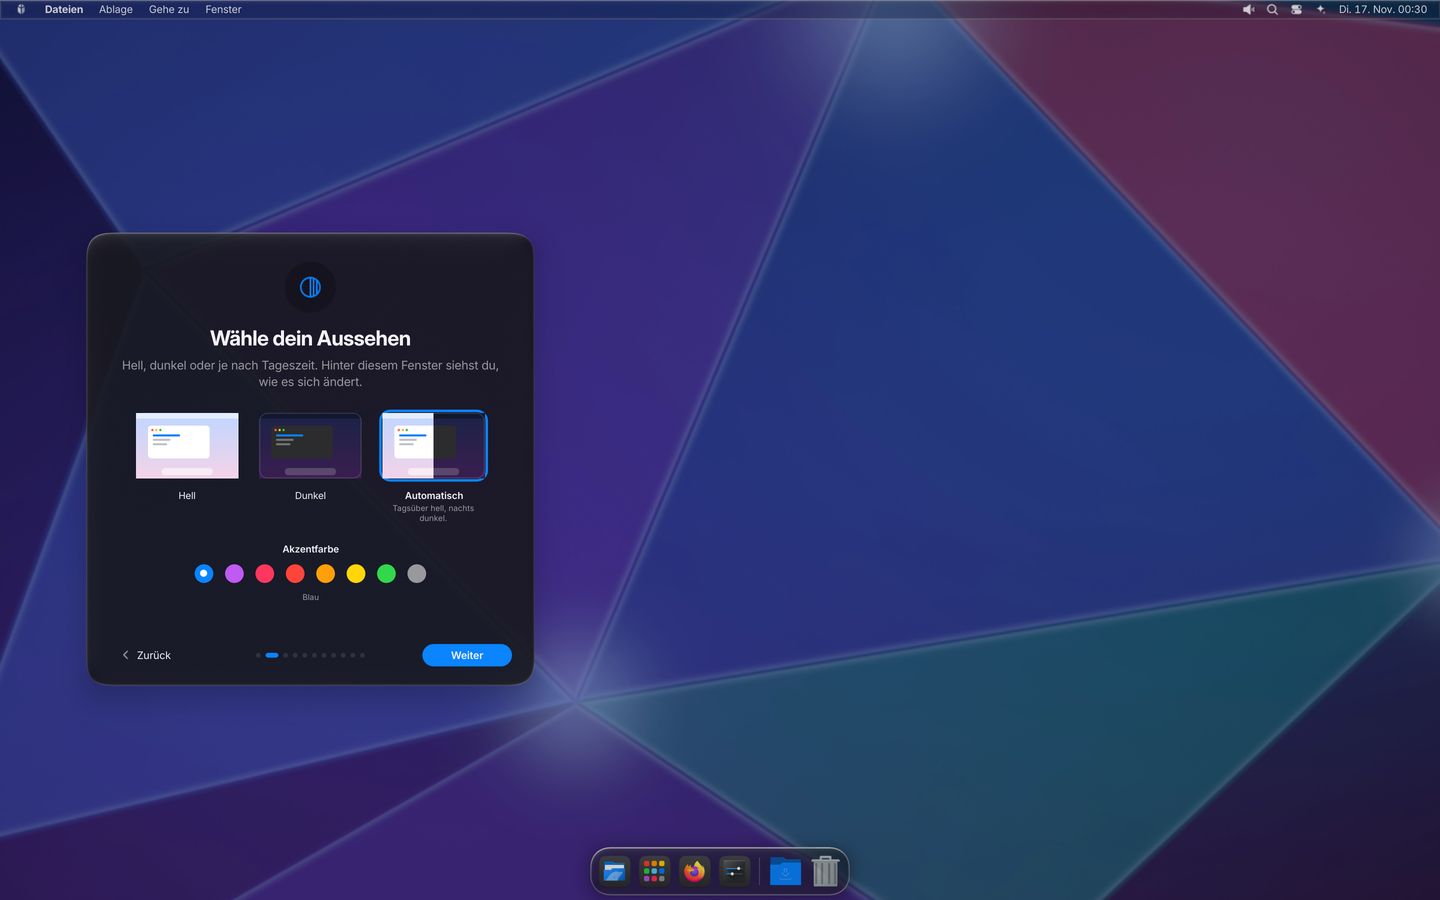 Dateien Ablage Gehe zu Fenster
Di. 17. Nov. 00:30
Wähle dein Aussehen
Hell, dunkel oder je nach Tageszeit. Hinter diesem Fenster siehst du,
wie es sich ändert.
Hell
Dunkel
Automatisch
Tagsüber hell, nachts
dunkel.
Akzentfarbe
Blau
Zurück
Weiter